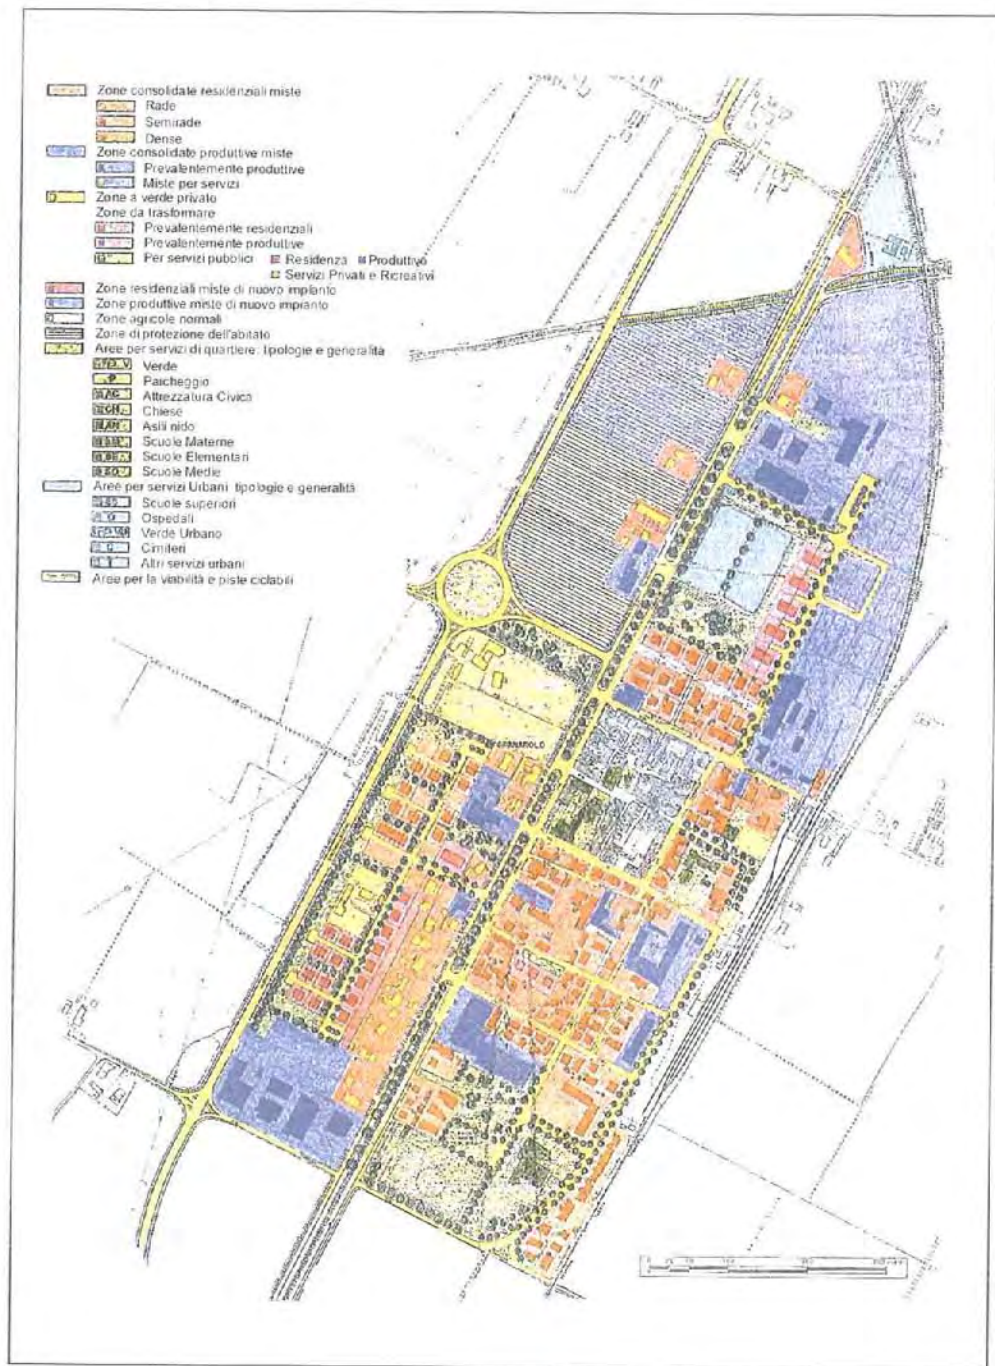 Zone consolidate residenziali miste
Rade
Semirade
Dense
Zone consolidate produttive miste
Prevalentemente produttive
Miste per servizi
Zone a verde privato
Zone da trasformare
Prevalentemente residenziali
Prevalentemente produttive
Per servizi pubblici
Residenza
Produttivo
Servizi Privati e Ricreativi
Zone residenziali miste di nuovo impianto
Zone produttive miste di nuovo impianto
Zone agricole normali
Zone di protezione dell'abitato
Aree per servizi di quartiere: tipologie e generalità
Verde
P
Parcheggio
AC
Attrezzatura Civica
Chiese
Asili nido
Scuole Materne
Scuole Elementari
Scuole Medie
Aree per servizi Urbani: tipologie e generalità
Scuole superiori
O
Ospedali
Verde Urbano
C
Cimiteri
Altri servizi urbani
Aree per la viabilità e piste ciclabili